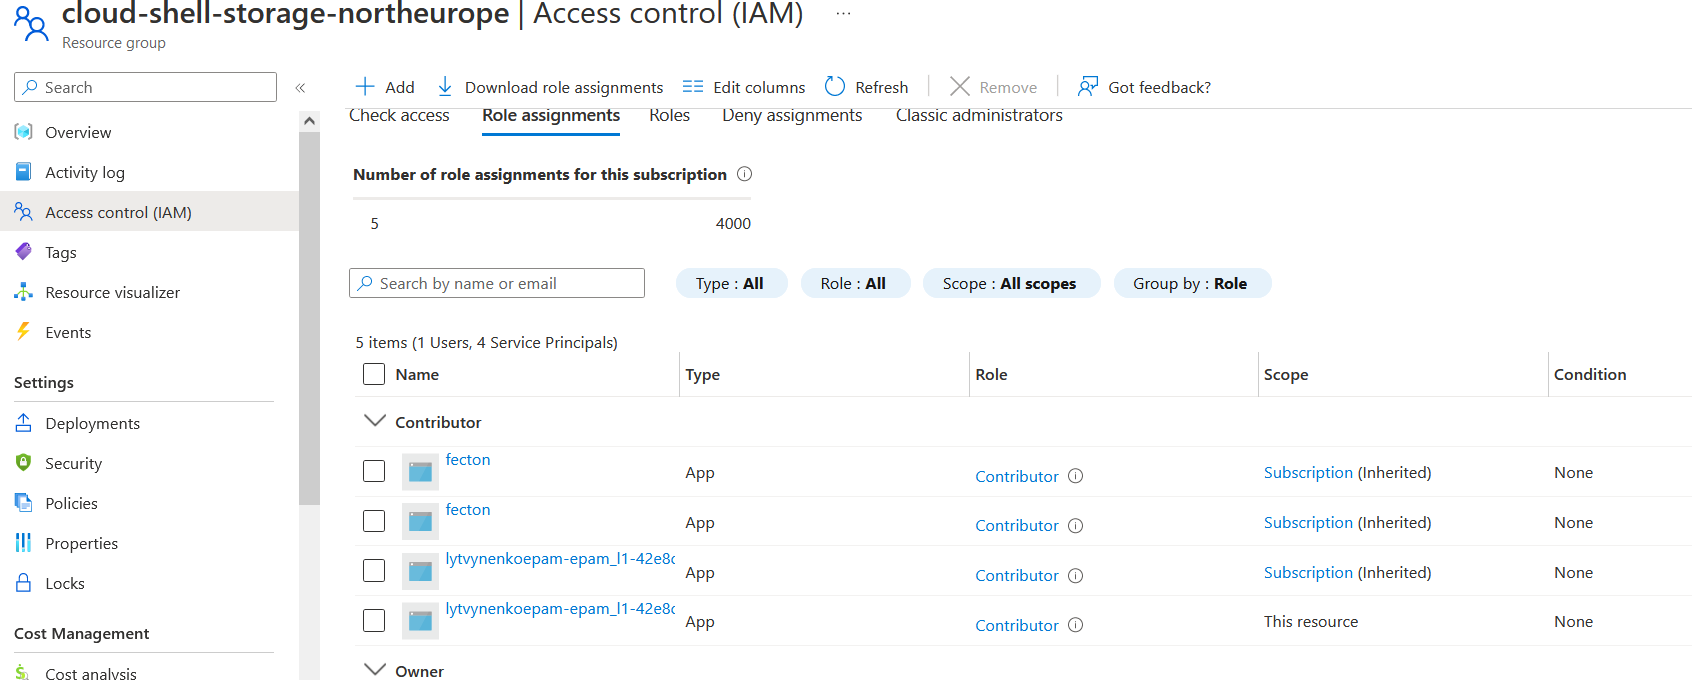 cloud-shell-storage-northeurope | Access control (IAM) ...
Resource group
Search
«
Overview
Activity log
Access control (IAM)
Tags
Resource visualizer
Events
Settings
Deployments
Security
Policies
Properties
Locks
Cost Management
Cost analysis
Add Download role assignments Edit columns Refresh Remove Got feedback?
Check access Role assignments Roles Deny assignments Classic administrators
Number of role assignments for this subscription
5 4000
Search by name or email Type : All Role : All Scope : All scopes Group by : Role
5 items (1 Users, 4 Service Principals)
Name Type Role Scope Condition
Contributor
fecton App Contributor Subscription (Inherited) None
fecton App Contributor Subscription (Inherited) None
lytvynenkoepam-epam_l1-42e8 App Contributor Subscription (Inherited) None
lytvynenkoepam-epam_l1-42e8 App Contributor This resource None
Owner